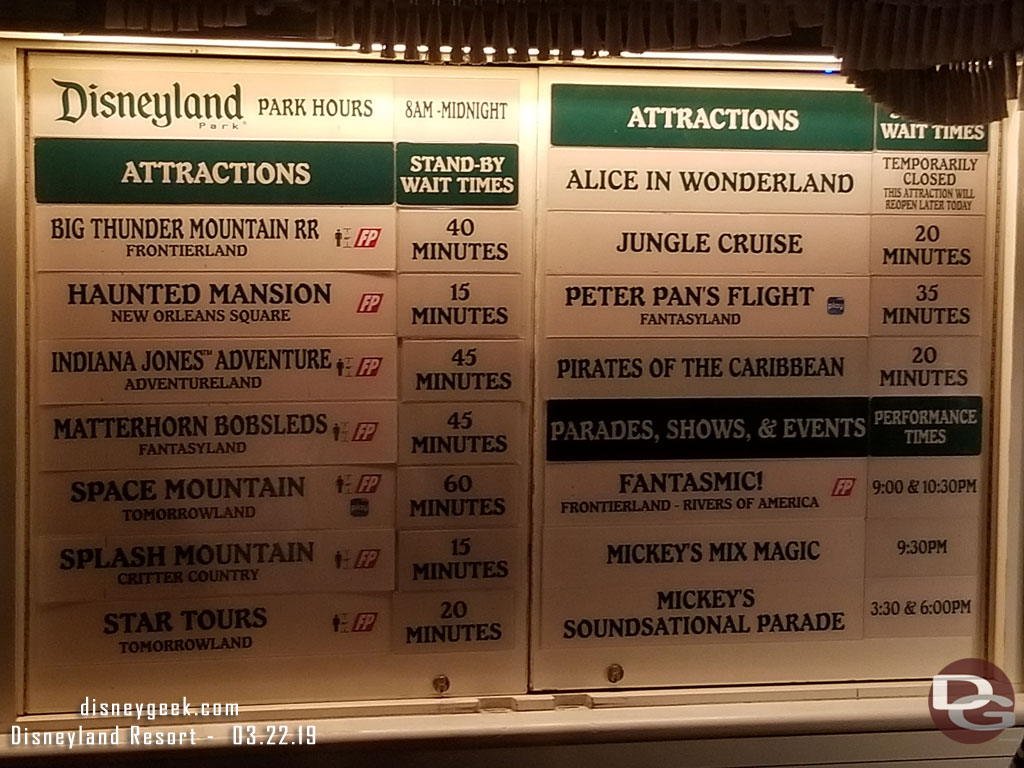 Disneyland PARK HOURS 8AM - MIDNIGHT
Park
ATTRACTIONS STAND-BY WAIT TIMES
BIG THUNDER MOUNTAIN RR FP 40 MINUTES
FRONTIERLAND
HAUNTED MANSION FP 15 MINUTES
NEW ORLEANS SQUARE
INDIANA JONES™ ADVENTURE FP 45 MINUTES
ADVENTURELAND
MATTERHORN BOBSLEDS FP 45 MINUTES
FANTASYLAND
SPACE MOUNTAIN FP 60 MINUTES
TOMORROWLAND play
SPLASH MOUNTAIN FP 15 MINUTES
CRITTER COUNTRY
STAR TOURS FP 20 MINUTES
TOMORROWLAND
ATTRACTIONS WAIT TIMES
ALICE IN WONDERLAND TEMPORARILY CLOSED
THIS ATTRACTION WILL
REOPEN LATER TODAY
JUNGLE CRUISE 20 MINUTES
PETER PAN'S FLIGHT play 35 MINUTES
FANTASYLAND
PIRATES OF THE CARIBBEAN 20 MINUTES
PARADES, SHOWS, & EVENTS PERFORMANCE TIMES
FANTASMIC! FP 9:00 & 10:30PM
FRONTIERLAND - RIVERS OF AMERICA
MICKEY'S MIX MAGIC 9:30PM
MICKEY'S
SOUNDSATIONAL PARADE 3:30 & 6:00PM
disneygeek.com
Disneyland Resort - 03.22.19
DG